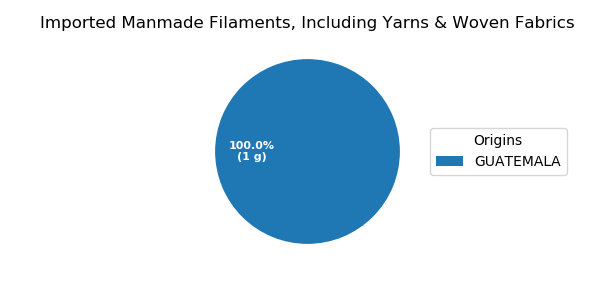 Imported Manmade Filaments, Including Yarns & Woven Fabrics
100.0%
(1 g)
Origins
GUATEMALA